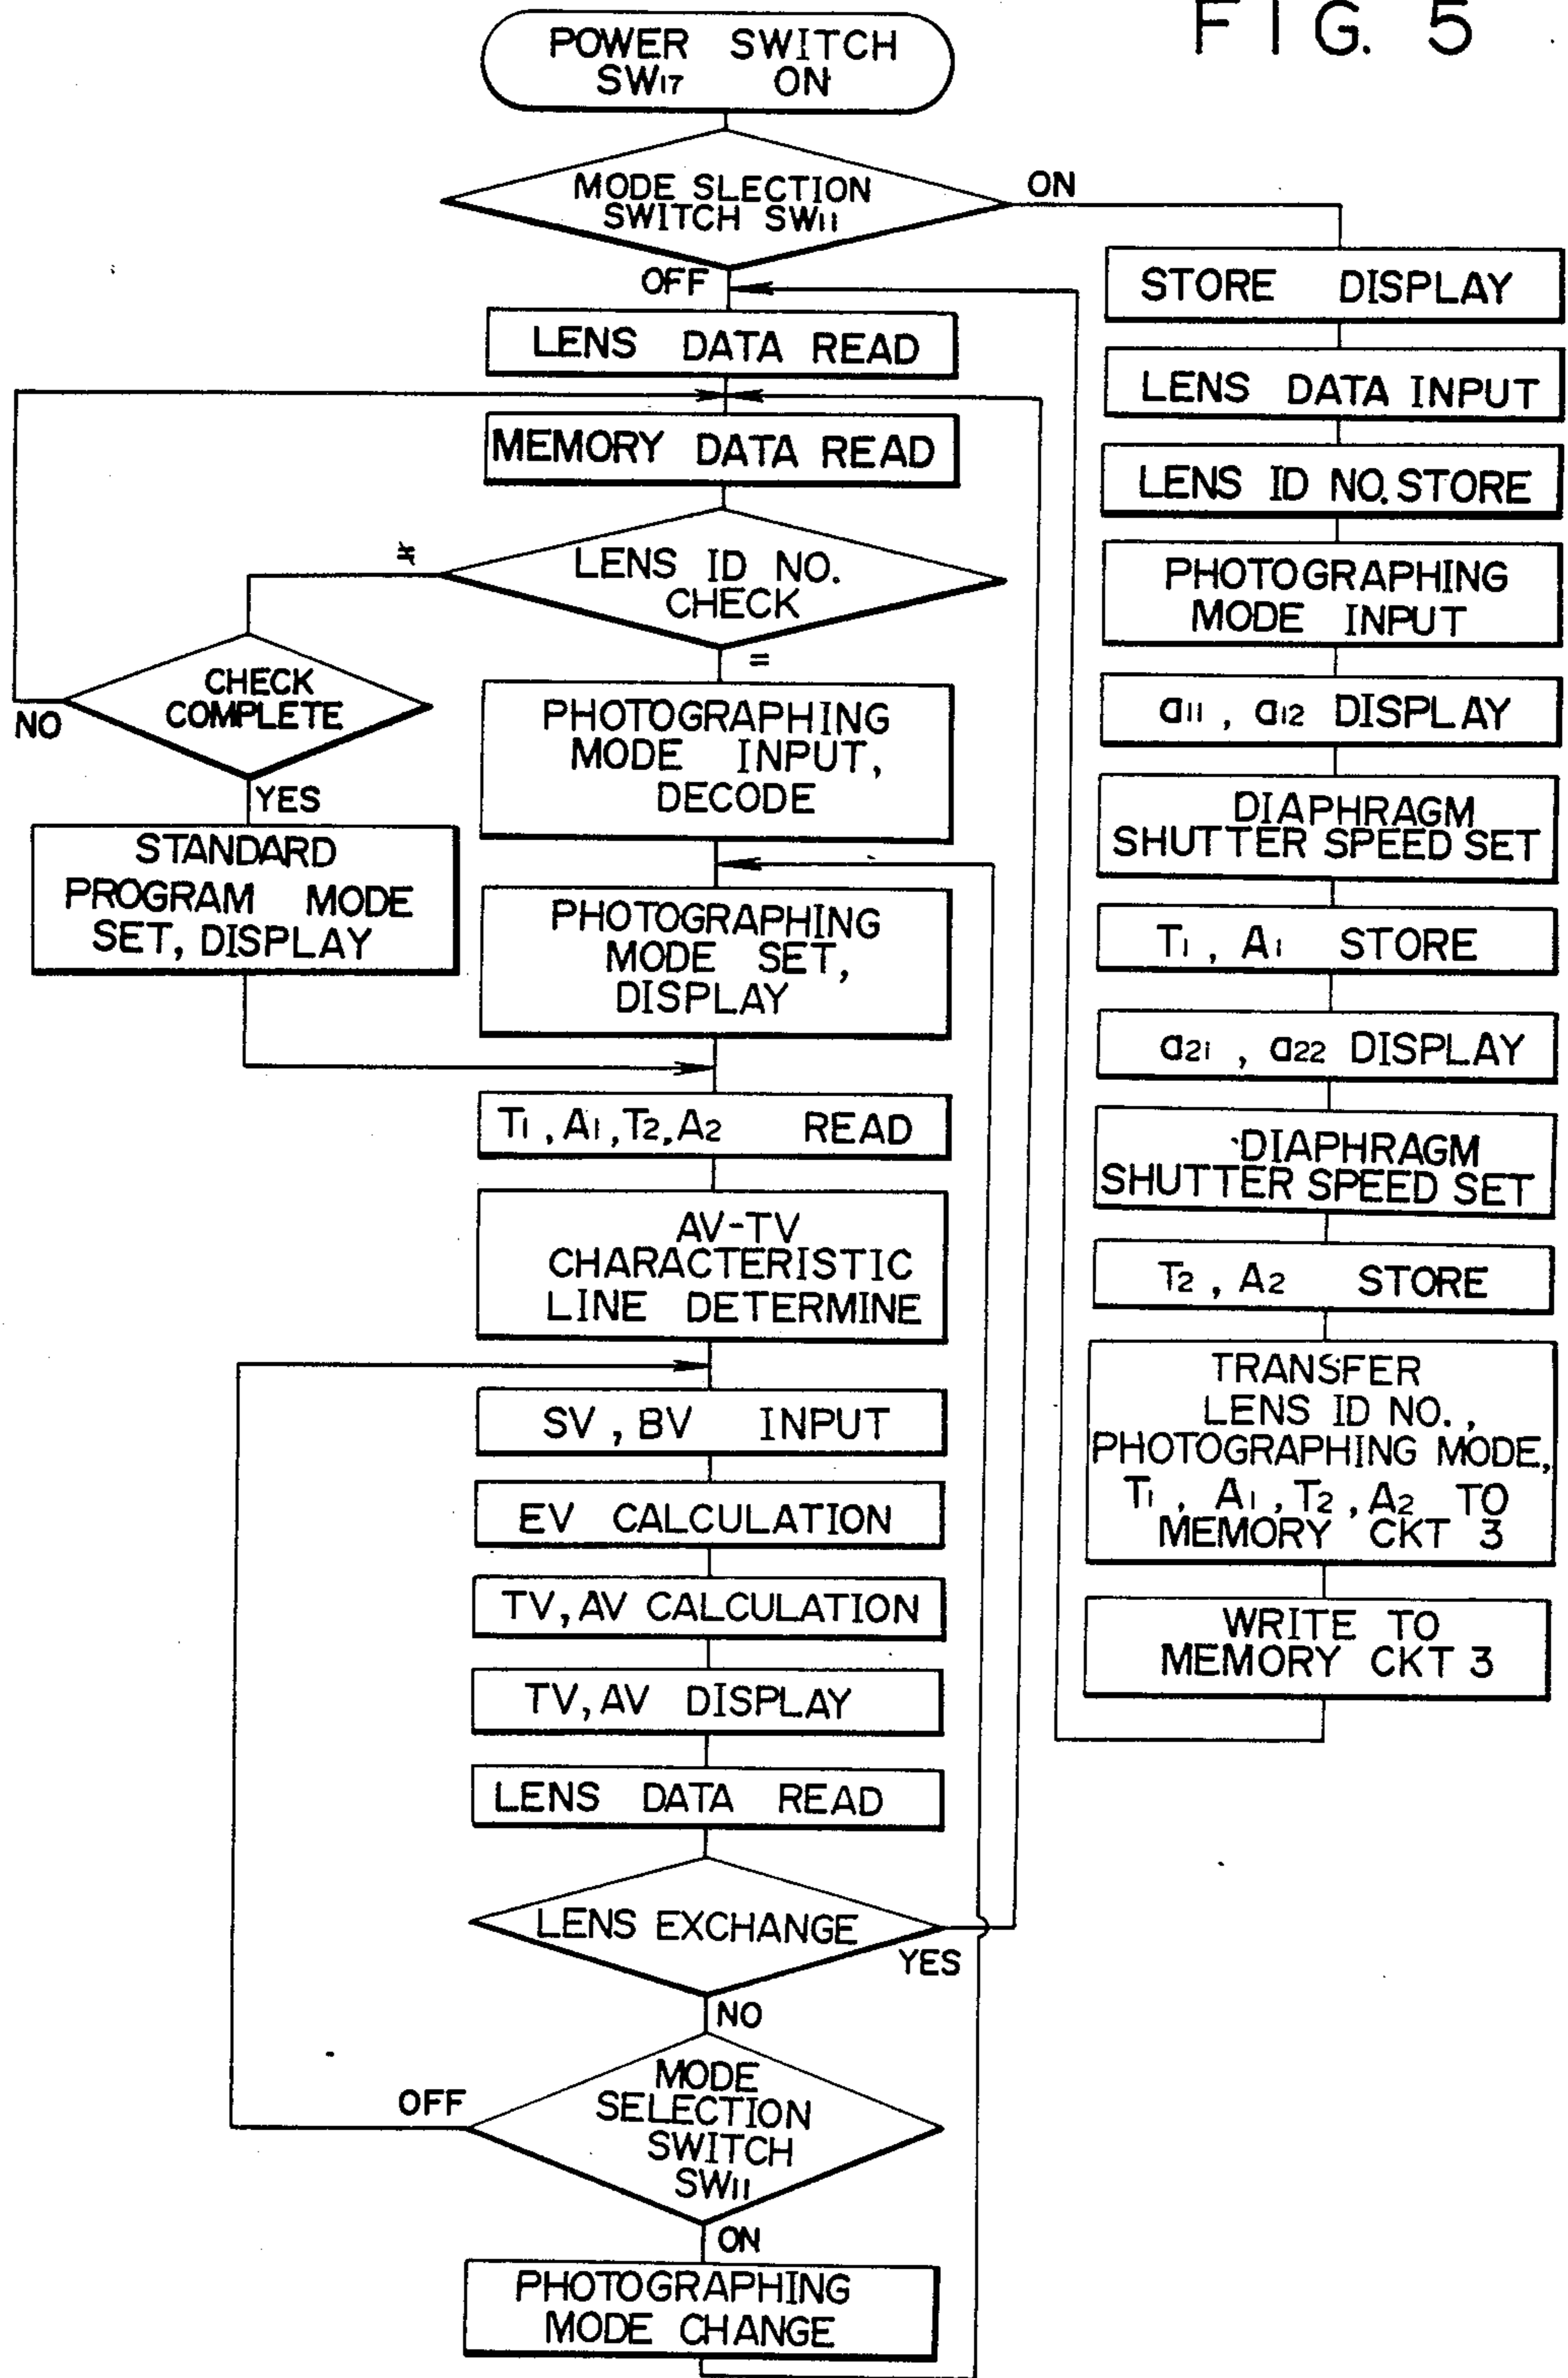 FIG. 5
POWER SWITCH
SW17 ON
MODE SLECTION
SWITCH SW11
ON
OFF
LENS DATA READ
MEMORY DATA READ
LENS ID NO.
CHECK
≠
=
CHECK
COMPLETE
NO
YES
STANDARD
PROGRAM MODE
SET, DISPLAY
PHOTOGRAPHING
MODE INPUT,
DECODE
PHOTOGRAPHING
MODE SET,
DISPLAY
T1, A1, T2, A2 READ
AV-TV
CHARACTERISTIC
LINE DETERMINE
SV, BV INPUT
EV CALCULATION
TV, AV CALCULATION
TV, AV DISPLAY
LENS DATA READ
LENS EXCHANGE
YES
NO
MODE
SELECTION
SWITCH
SW11
OFF
ON
PHOTOGRAPHING
MODE CHANGE
STORE DISPLAY
LENS DATA INPUT
LENS ID NO. STORE
PHOTOGRAPHING
MODE INPUT
a11, a12 DISPLAY
DIAPHRAGM
SHUTTER SPEED SET
T1, A1 STORE
a21, a22 DISPLAY
DIAPHRAGM
SHUTTER SPEED SET
T2, A2 STORE
TRANSFER
LENS ID NO.,
PHOTOGRAPHING MODE,
T1, A1, T2, A2 TO
MEMORY CKT 3
WRITE TO
MEMORY CKT 3